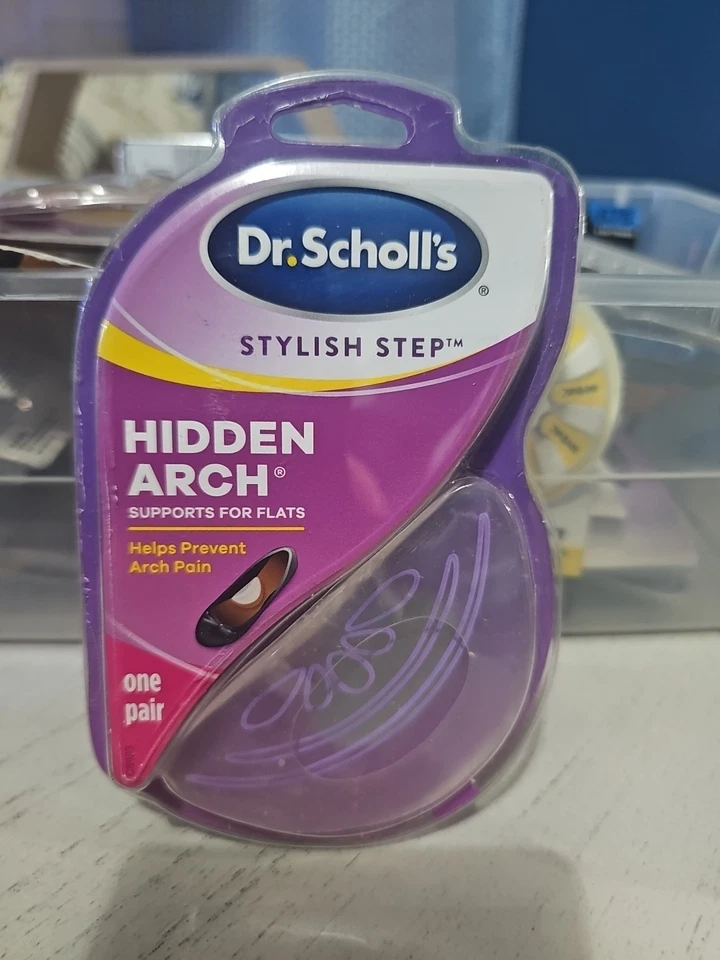 Dr.Scholl's®
STYLISH STEP™
HIDDEN
ARCH®
SUPPORTS FOR FLATS
Helps Prevent
Arch Pain
one
pair